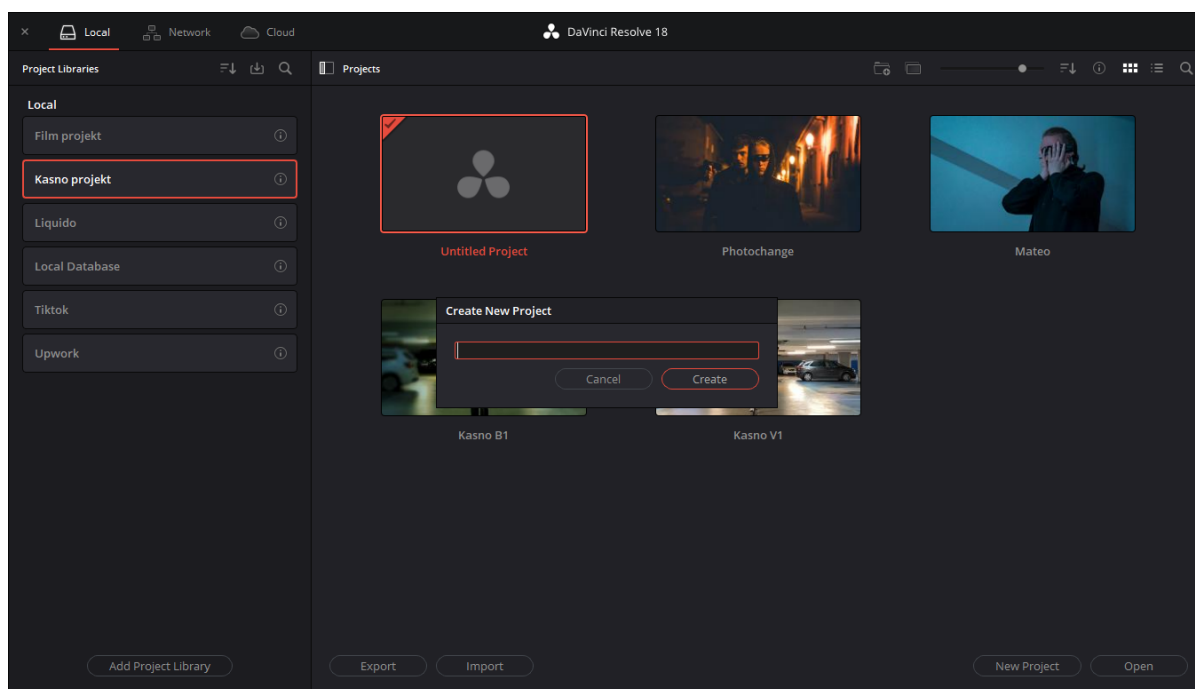 Local
Network
Cloud
DaVinci Resolve 18
Project Libraries
Projects
Local
Film projekt
Kasno projekt
Liquido
Local Database
Tiktok
Upwork
Untitled Project
Photochange
Mateo
Create New Project
Cancel
Create
Kasno B1
Kasno V1
Add Project Library
Export
Import
New Project
Open